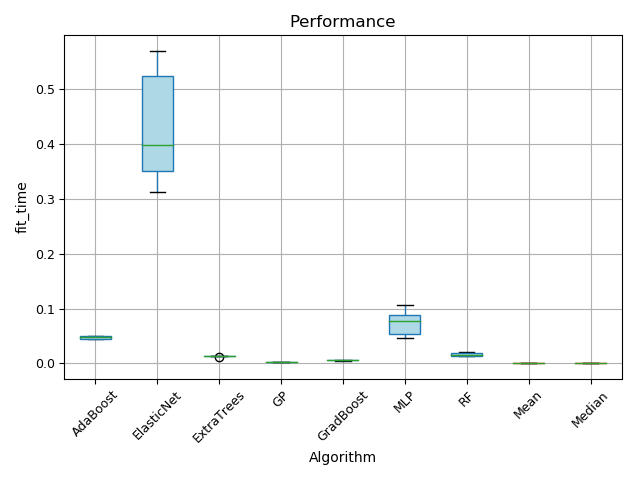 Performance
fit_time
0.5
0.4
0.3
0.2
0.1
0.0
AdaBoost
ElasticNet
ExtraTrees
GP
GradBoost
MLP
RF
Mean
Median
Algorithm